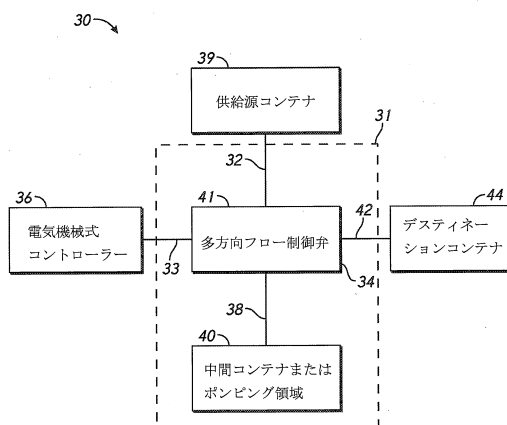 30
39
供給源コンテナ
31
32
36
電気機械式
コントローラー
33
41
多方向フロー制御弁
34
42
44
デスティネー
ションコンテナ
38
40
中間コンテナまたは
ポンピング領域